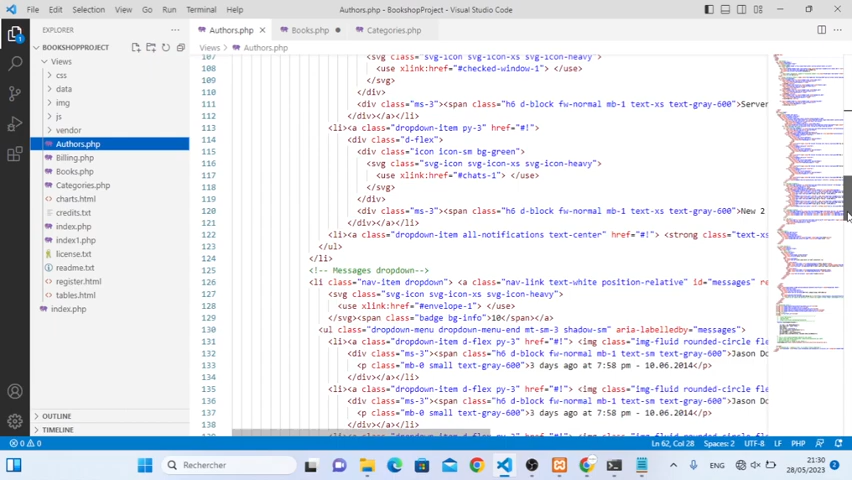 File Edit Selection View Go Run Terminal Help
Authors.php - BookshopProject - Visual Studio Code
EXPLORER
BOOKSHOPPROJECT
Views
css
data
img
js
vendor
Authors.php
Billing.php
Books.php
Categories.php
charts.html
credits.txt
index.php
index1.php
license.txt
readme.txt
register.html
tables.html
index.php
OUTLINE
TIMELINE
Authors.php Books.php Categories.php
Views > Authors.php
107 <svg class="svg-icon svg-icon-xs svg-icon-heavy">
108 <use xlink:href="#checked-window-1"> </use>
109 </svg>
110 </div>
111 <div class="ms-3"><span class="h6 d-block fw-normal mb-1 text-xs text-gray-600">Server
112 </div></a></li>
113 <li><a class="dropdown-item py-3" href="#!">
114 <div class="d-flex">
115 <div class="icon icon-sm bg-green">
116 <svg class="svg-icon svg-icon-xs svg-icon-heavy">
117 <use xlink:href="#chats-1"> </use>
118 </svg>
119 </div>
120 <div class="ms-3"><span class="h6 d-block fw-normal mb-1 text-xs text-gray-600">New 2
121 </div></a></li>
122 <li><a class="dropdown-item all-notifications text-center" href="#!"> <strong class="text-xs
123 </ul>
124 </li>
125 <!-- Messages dropdown-->
126 <li class="nav-item dropdown"> <a class="nav-link text-white position-relative" id="messages" re
127 <svg class="svg-icon svg-icon-xs svg-icon-heavy">
128 <use xlink:href="#envelope-1"> </use>
129 </svg><span class="badge bg-info">10</span></a>
130 <ul class="dropdown-menu dropdown-menu-end mt-sm-3 shadow-sm" aria-labelledby="messages">
131 <li><a class="dropdown-item d-flex py-3" href="#!"> <img class="img-fluid rounded-circle fle
132 <div class="ms-3"><span class="h6 d-block fw-normal mb-1 text-sm text-gray-600">Jason Do
133 <p class="mb-0 small text-gray-600">3 days ago at 7:58 pm - 10.06.2014</p>
134 </div></a></li>
135 <li><a class="dropdown-item d-flex py-3" href="#!"> <img class="img-fluid rounded-circle fle
136 <div class="ms-3"><span class="h6 d-block fw-normal mb-1 text-sm text-gray-600">Jason Do
137 <p class="mb-0 small text-gray-600">3 days ago at 7:58 pm - 10.06.2014</p>
138 </div></a></li>
0 0 Ln 62, Col 28 Spaces: 2 UTF-8 LF PHP
Rechercher
ENG
21:30
28/05/2023